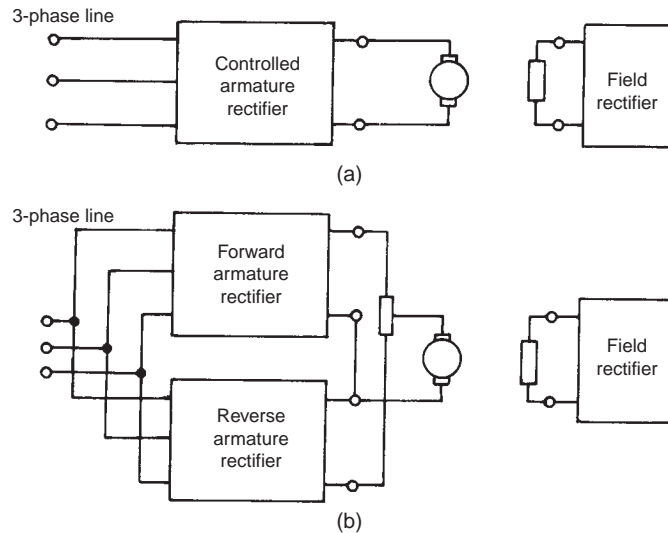 3-phase line
Controlled
armature
rectifier
Field
rectifier
(a)
3-phase line
Forward
armature
rectifier
Field
rectifier
Reverse
armature
rectifier
(b)